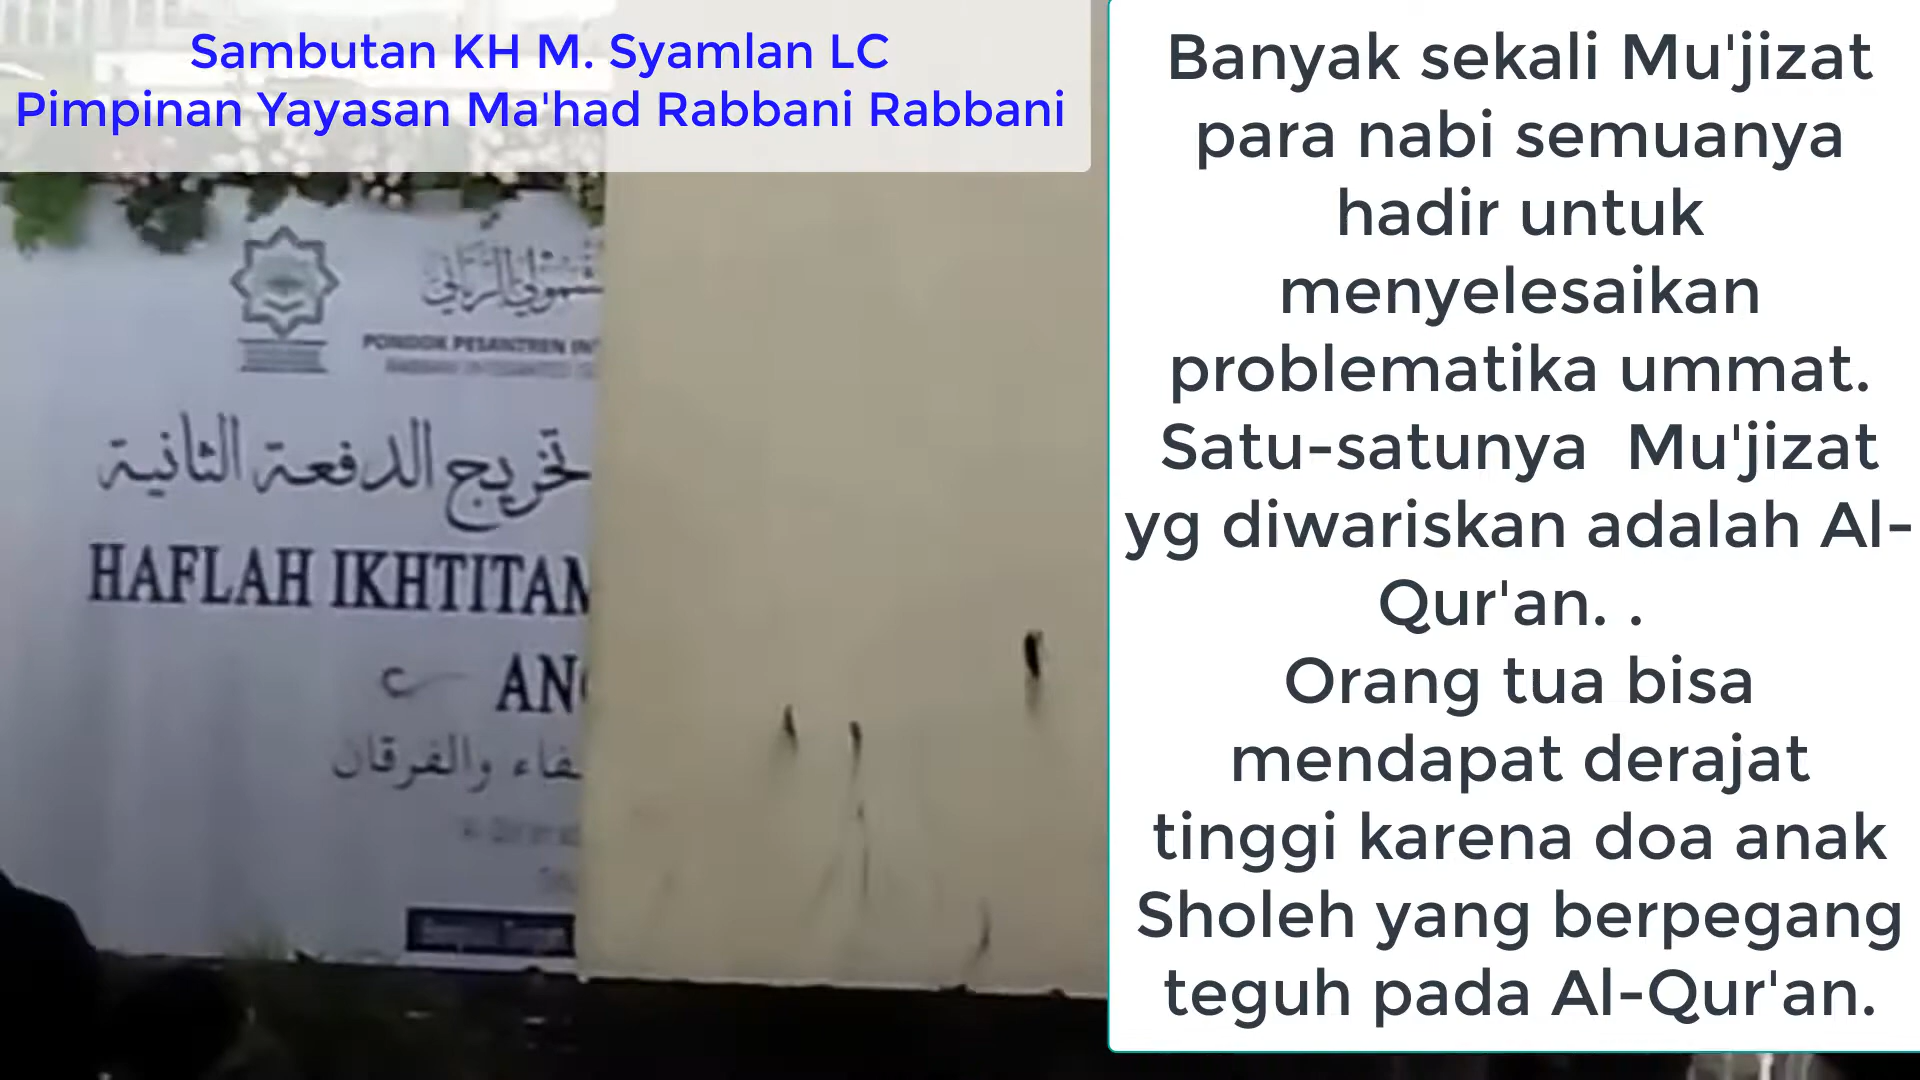 Sambutan KH M. Syamlan LC
Pimpinan Yayasan Ma'had Rabbani Rabbani
PONDOK PESANTREN
تخريج الدفعة الثانية
HAFLAH IKHTITAM
والفرقان
Banyak sekali Mu'jizat
para nabi semuanya
hadir untuk
menyelesaikan
problematika ummat.
Satu-satunya Mu'jizat
yg diwariskan adalah Al-
Qur'an. .
Orang tua bisa
mendapat derajat
tinggi karena doa anak
Sholeh yang berpegang
teguh pada Al-Qur'an.